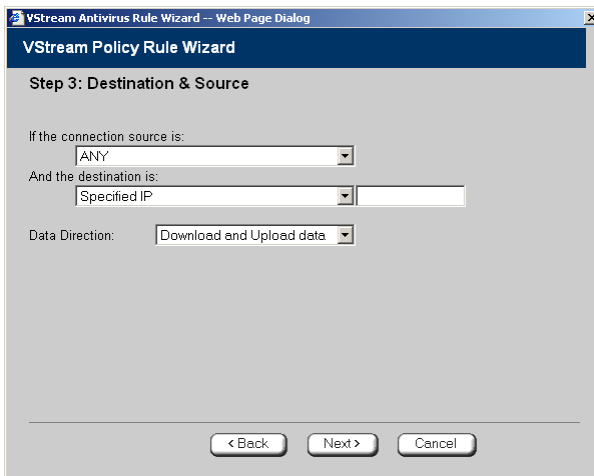 VStream Antivirus Rule Wizard -- Web Page Dialog
VStream Policy Rule Wizard
Step 3: Destination & Source
If the connection source is:
ANY
And the destination is:
Specified IP
Data Direction: Download and Upload data
< Back Next > Cancel